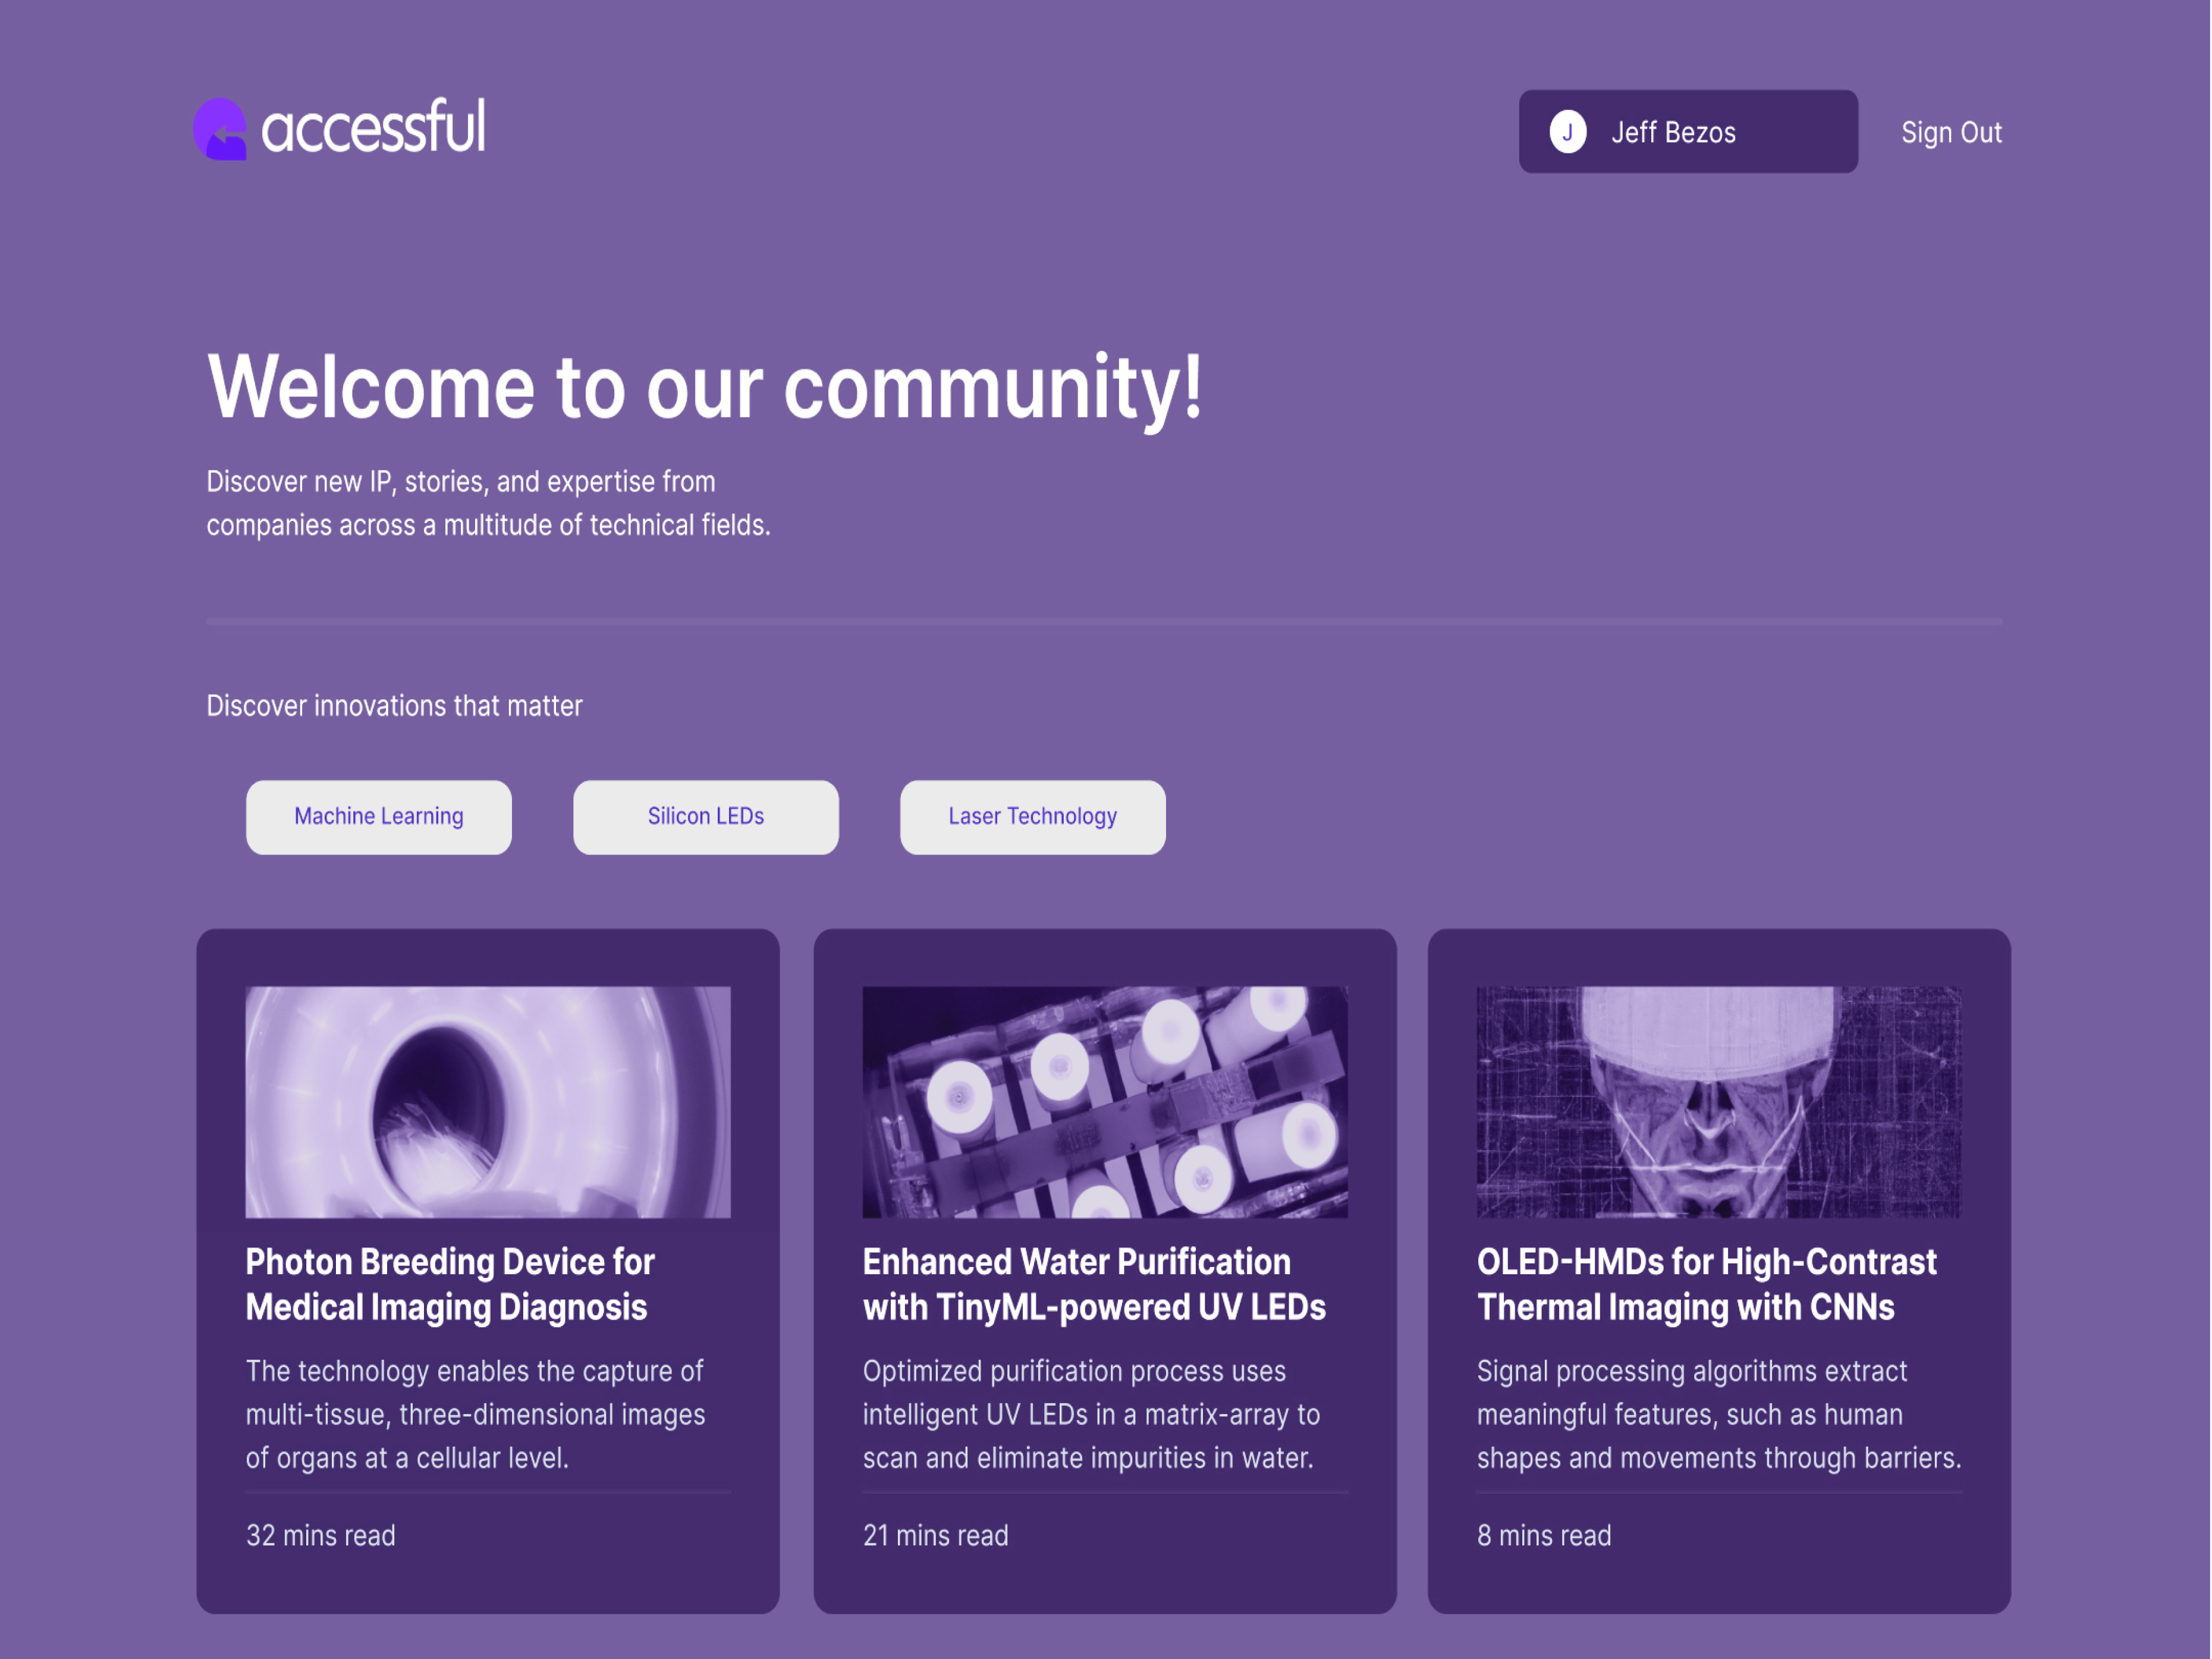 accessful
J Jeff Bezos
Sign Out
Welcome to our community!
Discover new IP, stories, and expertise from
companies across a multitude of technical fields.
Discover innovations that matter
Machine Learning
Silicon LEDs
Laser Technology
Photon Breeding Device for
Medical Imaging Diagnosis
The technology enables the capture of
multi-tissue, three-dimensional images
of organs at a cellular level.
32 mins read
Enhanced Water Purification
with TinyML-powered UV LEDs
Optimized purification process uses
intelligent UV LEDs in a matrix-array to
scan and eliminate impurities in water.
21 mins read
OLED-HMDs for High-Contrast
Thermal Imaging with CNNs
Signal processing algorithms extract
meaningful features, such as human
shapes and movements through barriers.
8 mins read